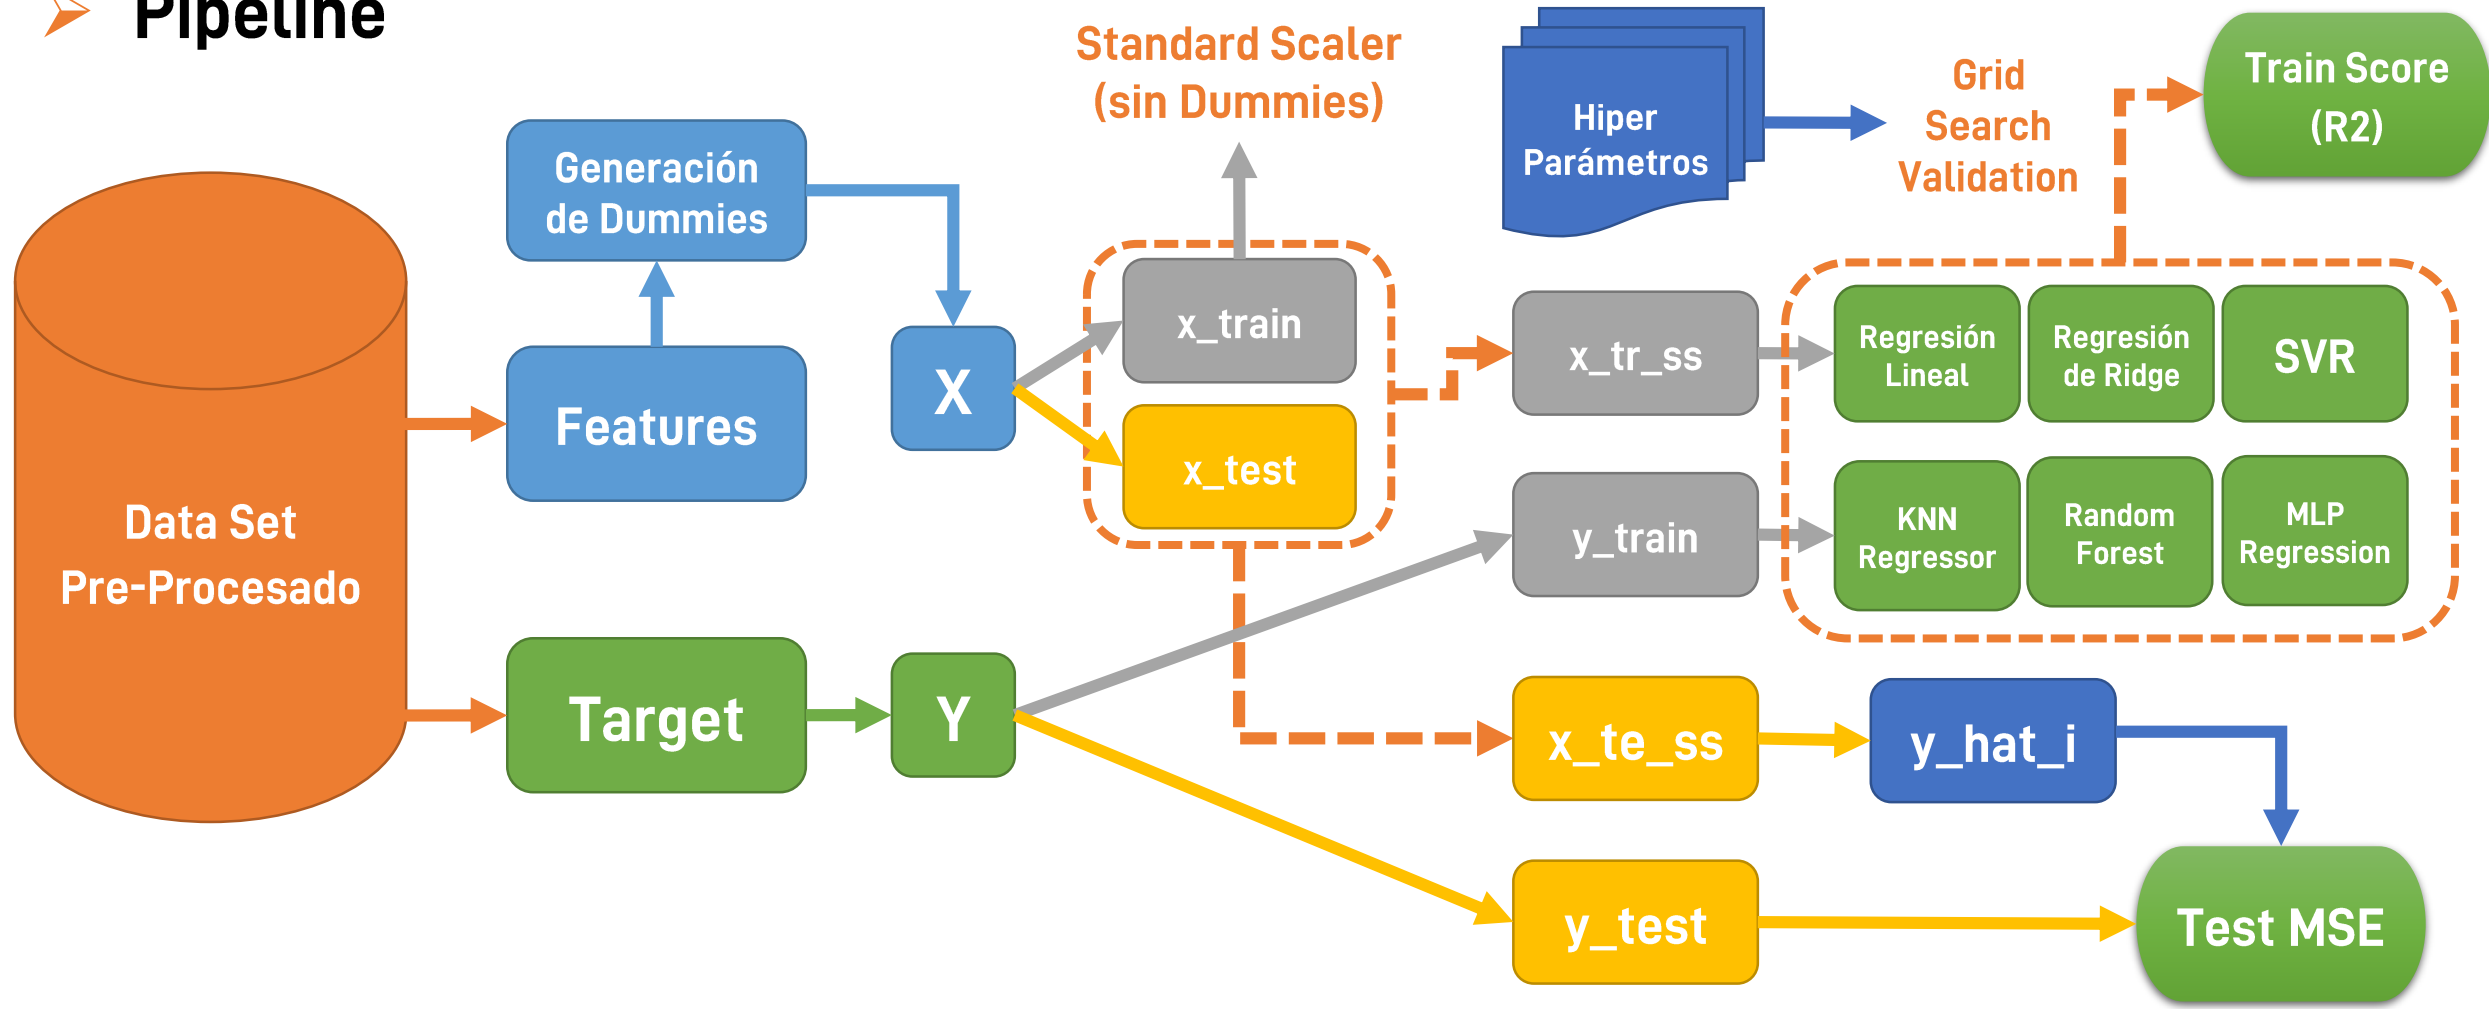 Pipeline
Standard Scaler
(sin Dummies)
Hiper
Parámetros
Grid
Search
Validation
Train Score
(R2)
Generación
de Dummies
Features
Data Set
Pre-Procesado
X
x_train
x_test
x_tr_ss
y_train
Regresión
Lineal
Regresión
de Ridge
SVR
KNN
Regressor
Random
Forest
MLP
Regression
Target
Y
x_te_ss
y_hat_i
y_test
Test MSE